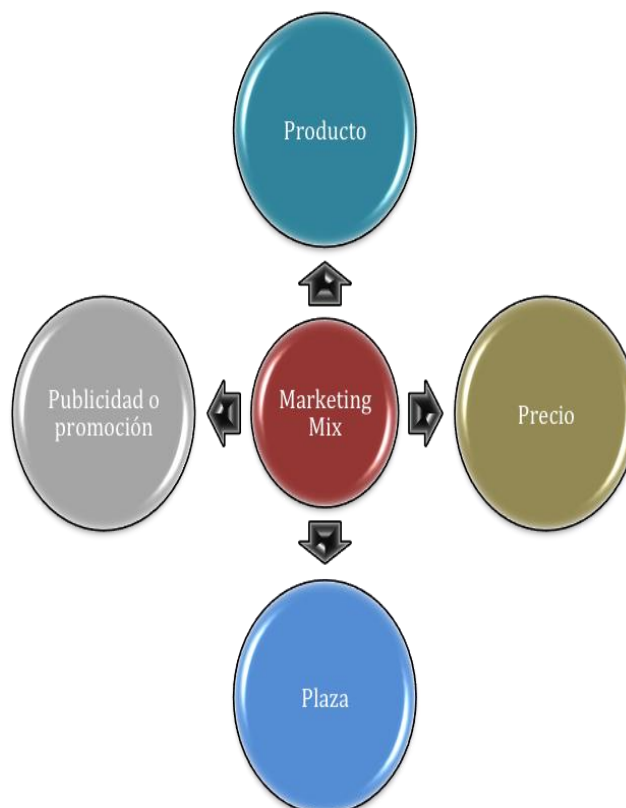 Producto
Publicidad o
promoción
Marketing
Mix
Precio
Plaza